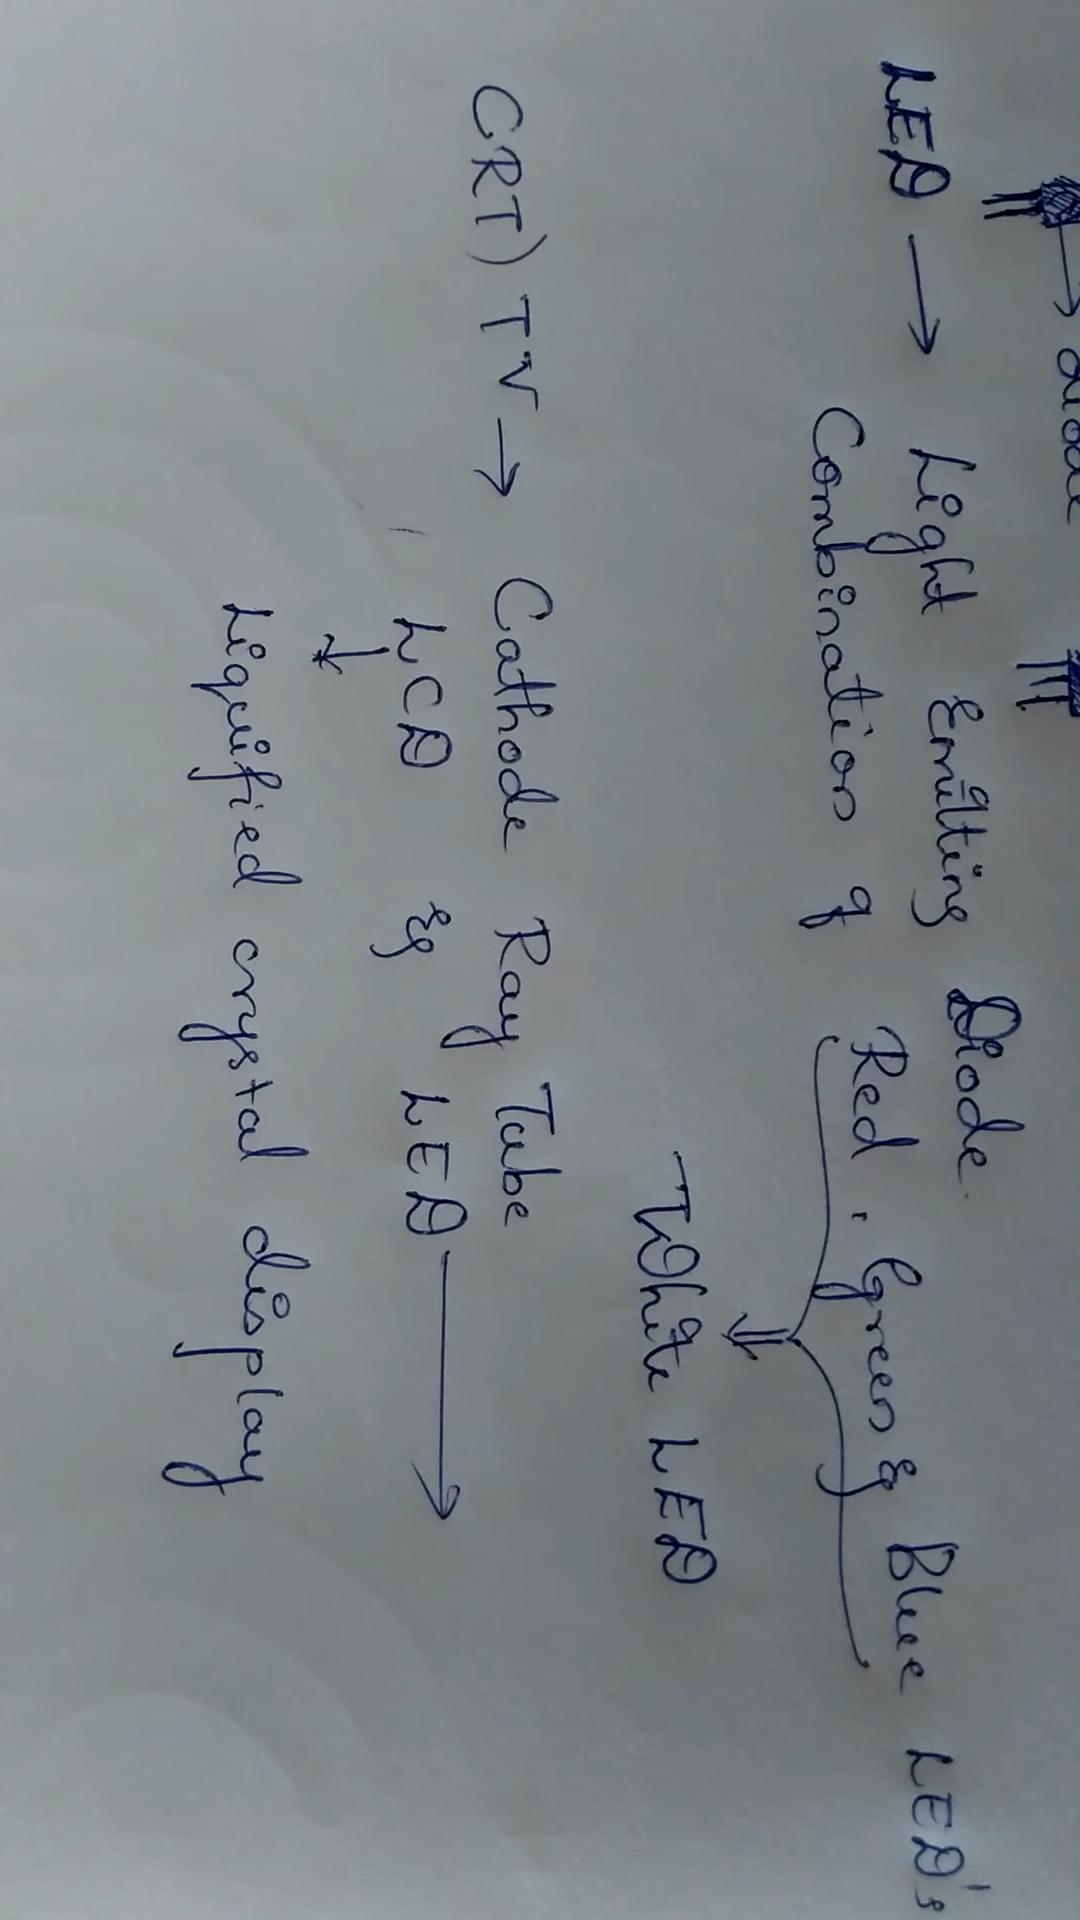 → diode
LED → Light Emitting Diode.
Combination of Red, Green & Blue LED's
⇓
White LED
CRT) TV → Cathode Ray Tube
LCD & LED →
↓
Liquified crystal display